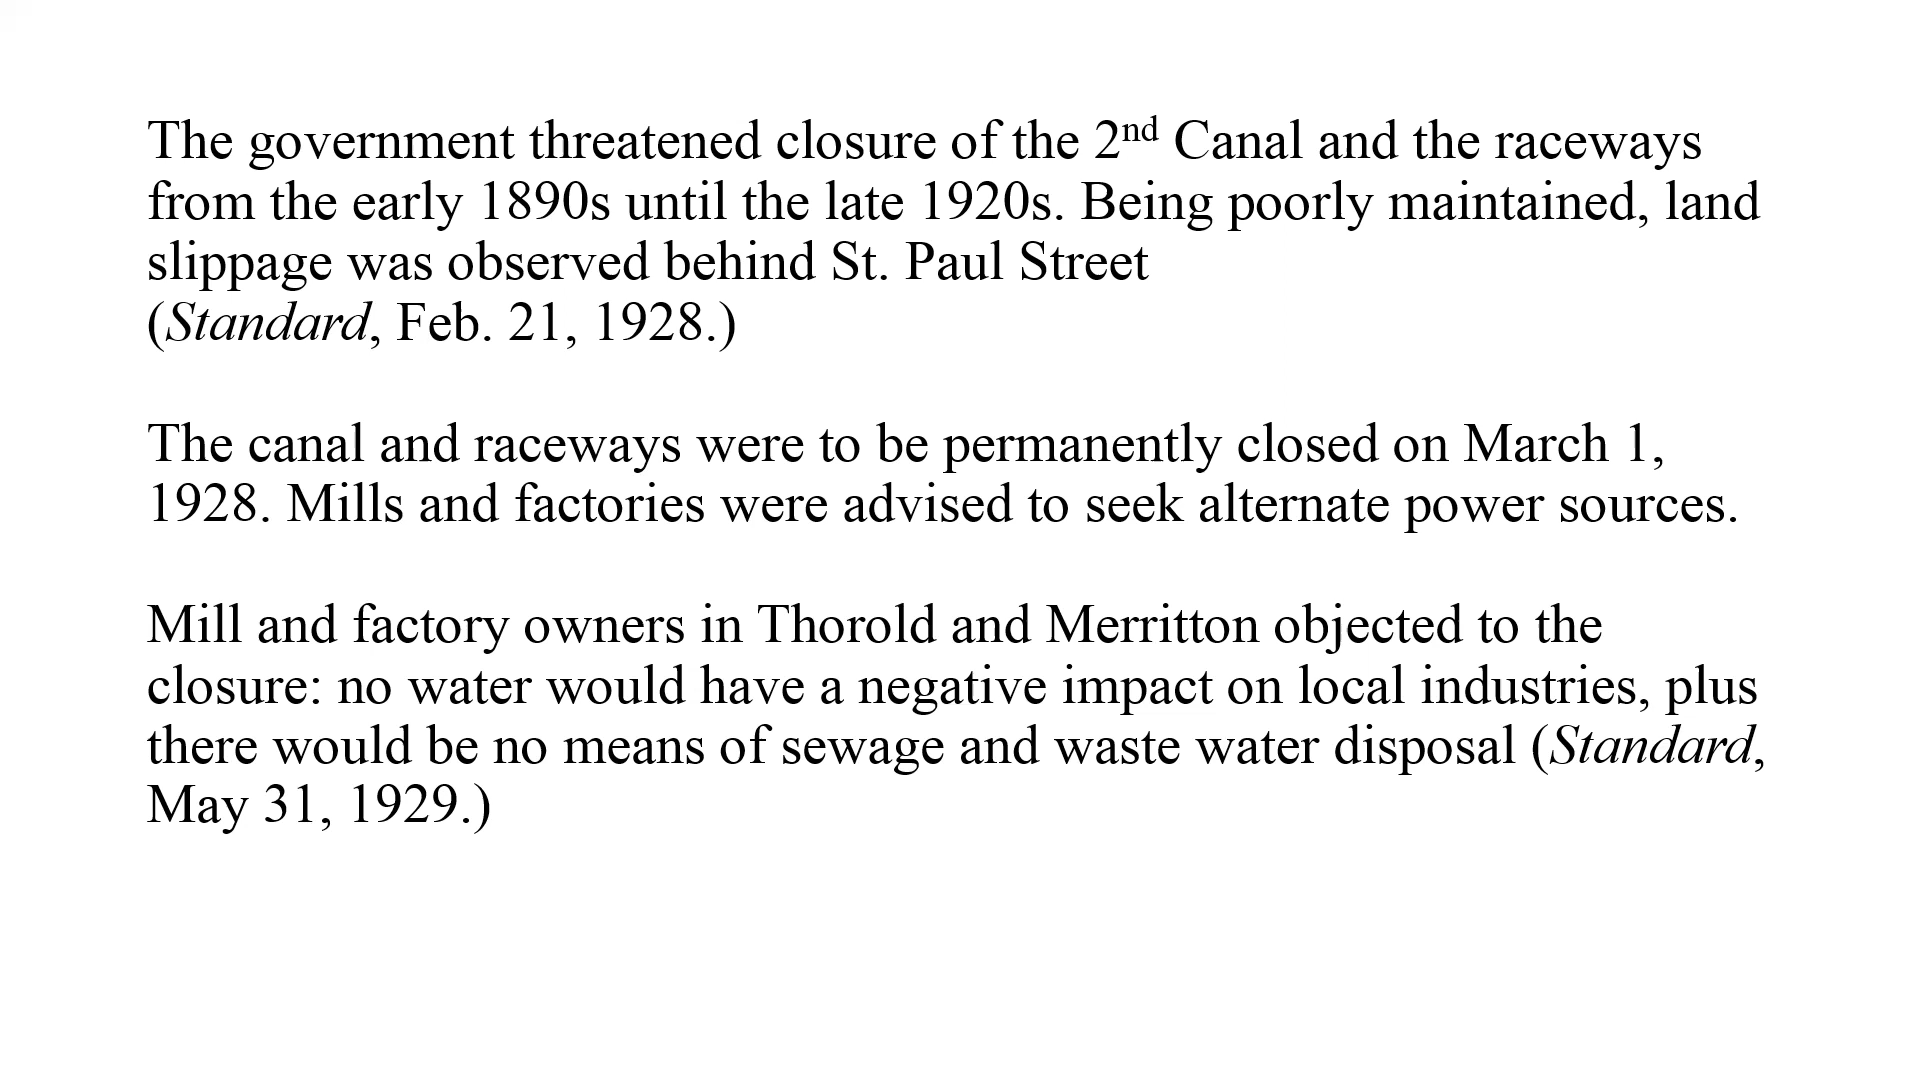 The government threatened closure of the 2nd Canal and the raceways
from the early 1890s until the late 1920s. Being poorly maintained, land
slippage was observed behind St. Paul Street
(Standard, Feb. 21, 1928.)
The canal and raceways were to be permanently closed on March 1,
1928. Mills and factories were advised to seek alternate power sources.
Mill and factory owners in Thorold and Merritton objected to the
closure: no water would have a negative impact on local industries, plus
there would be no means of sewage and waste water disposal (Standard,
May 31, 1929.)